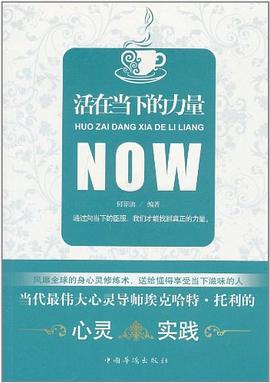 活在当下的力量
HUO ZAI DANG XIA DE LI LIANG
NOW
编著
通过向当下的臣服，我们才能找到真正的力量。
风靡全球的身心灵修炼术，送给懂得享受当下滋味的人
当代最伟大心灵导师埃克哈特·托利的
心灵 实践
中国华侨出版社